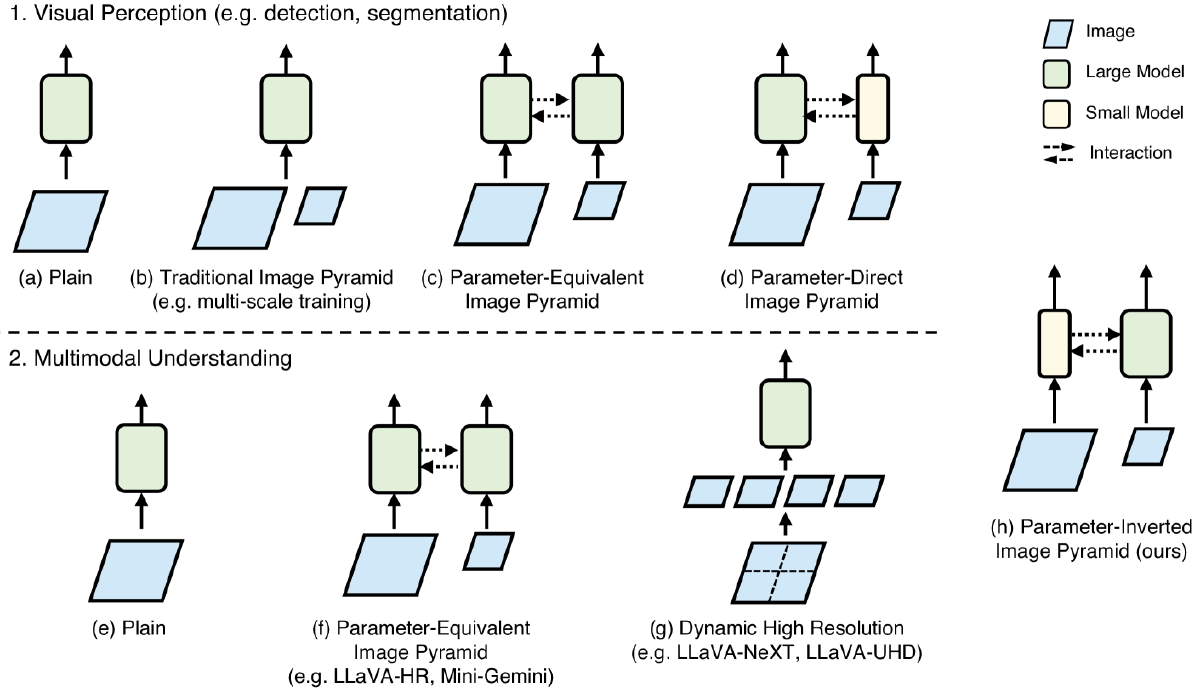 1. Visual Perception (e.g. detection, segmentation)
Image
Large Model
Small Model
Interaction
(a) Plain
(b) Traditional Image Pyramid
(e.g. multi-scale training)
(c) Parameter-Equivalent
Image Pyramid
(d) Parameter-Direct
Image Pyramid
2. Multimodal Understanding
(e) Plain
(f) Parameter-Equivalent
Image Pyramid
(e.g. LLaVA-HR, Mini-Gemini)
(g) Dynamic High Resolution
(e.g. LLaVA-NeXT, LLaVA-UHD)
(h) Parameter-Inverted
Image Pyramid (ours)